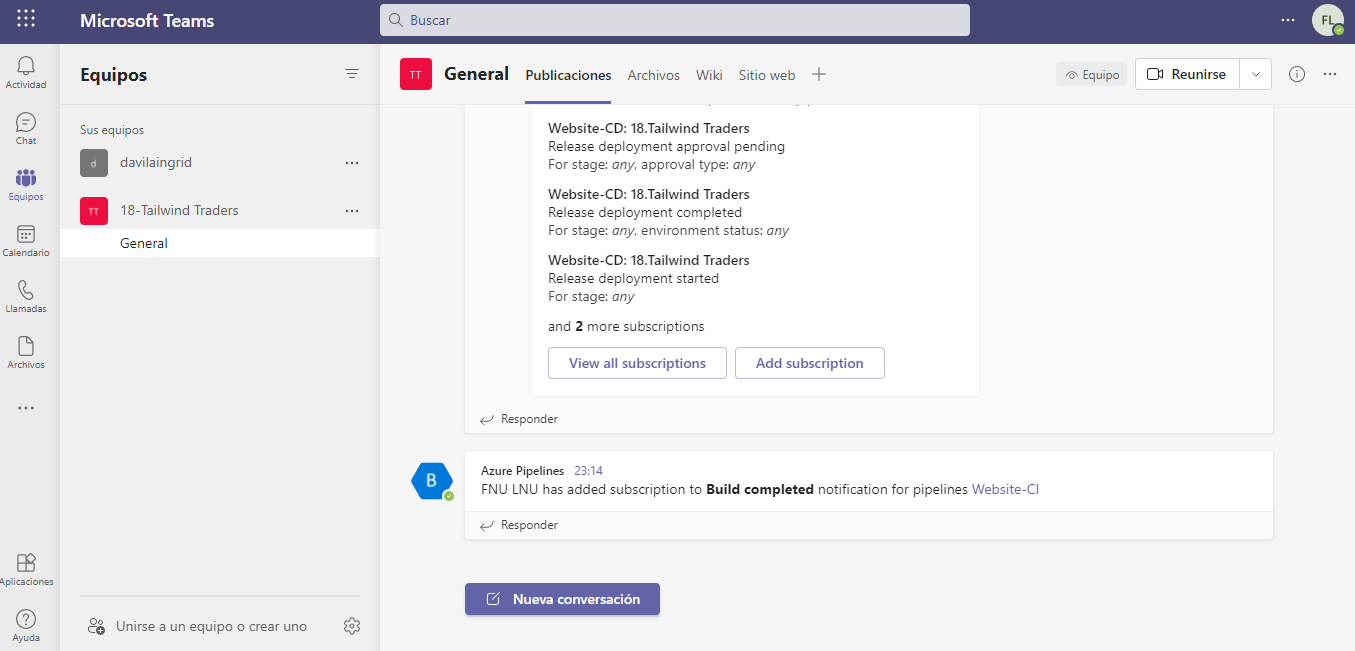 Microsoft Teams
Buscar
FL
Actividad
Chat
Equipos
Calendario
Llamadas
Archivos
Aplicaciones
Ayuda
Equipos
Sus equipos
d
davilaingrid
TT
18-Tailwind Traders
General
Unirse a un equipo o crear uno
TT
General
Publicaciones
Archivos
Wiki
Sitio web
Equipo
Reunirse
Website-CD: 18.Tailwind Traders
Release deployment approval pending
For stage: any, approval type: any
Website-CD: 18.Tailwind Traders
Release deployment completed
For stage: any, environment status: any
Website-CD: 18.Tailwind Traders
Release deployment started
For stage: any
and 2 more subscriptions
View all subscriptions
Add subscription
Responder
B
Azure Pipelines 23:14
FNU LNU has added subscription to Build completed notification for pipelines Website-CI
Responder
Nueva conversación